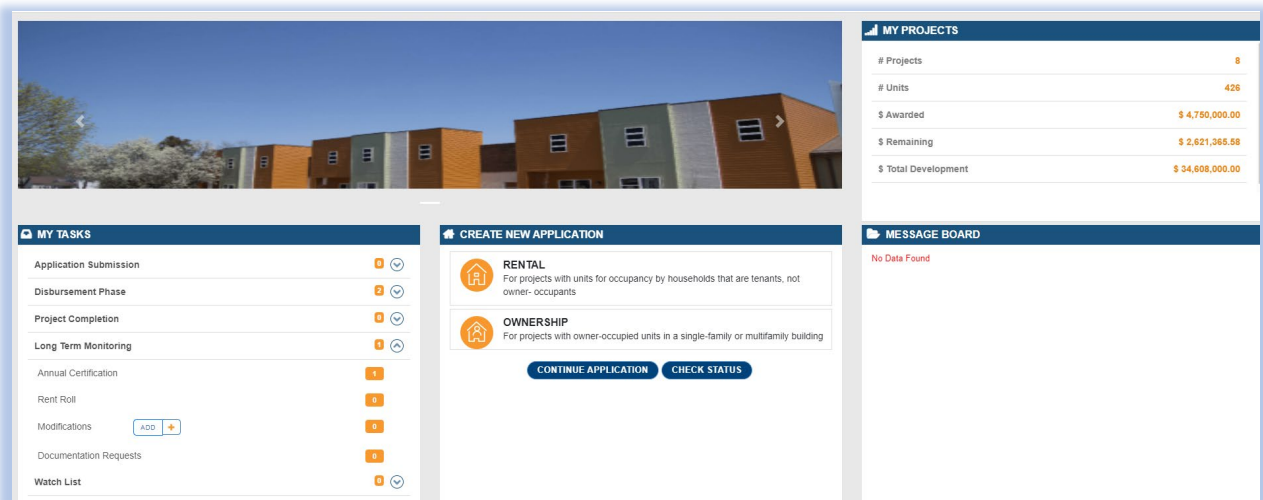 MY PROJECTS
# Projects 8
# Units 426
$ Awarded $ 4,750,000.00
$ Remaining $ 2,621,365.58
$ Total Development $ 34,608,000.00
MY TASKS
Application Submission 0
Disbursement Phase 2
Project Completion 0
Long Term Monitoring 1
Annual Certification 1
Rent Roll 0
Modifications ADD + 0
Documentation Requests 0
Watch List 0
CREATE NEW APPLICATION
RENTAL
For projects with units for occupancy by households that are tenants, not
owner- occupants
OWNERSHIP
For projects with owner-occupied units in a single-family or multifamily building
CONTINUE APPLICATION CHECK STATUS
MESSAGE BOARD
No Data Found